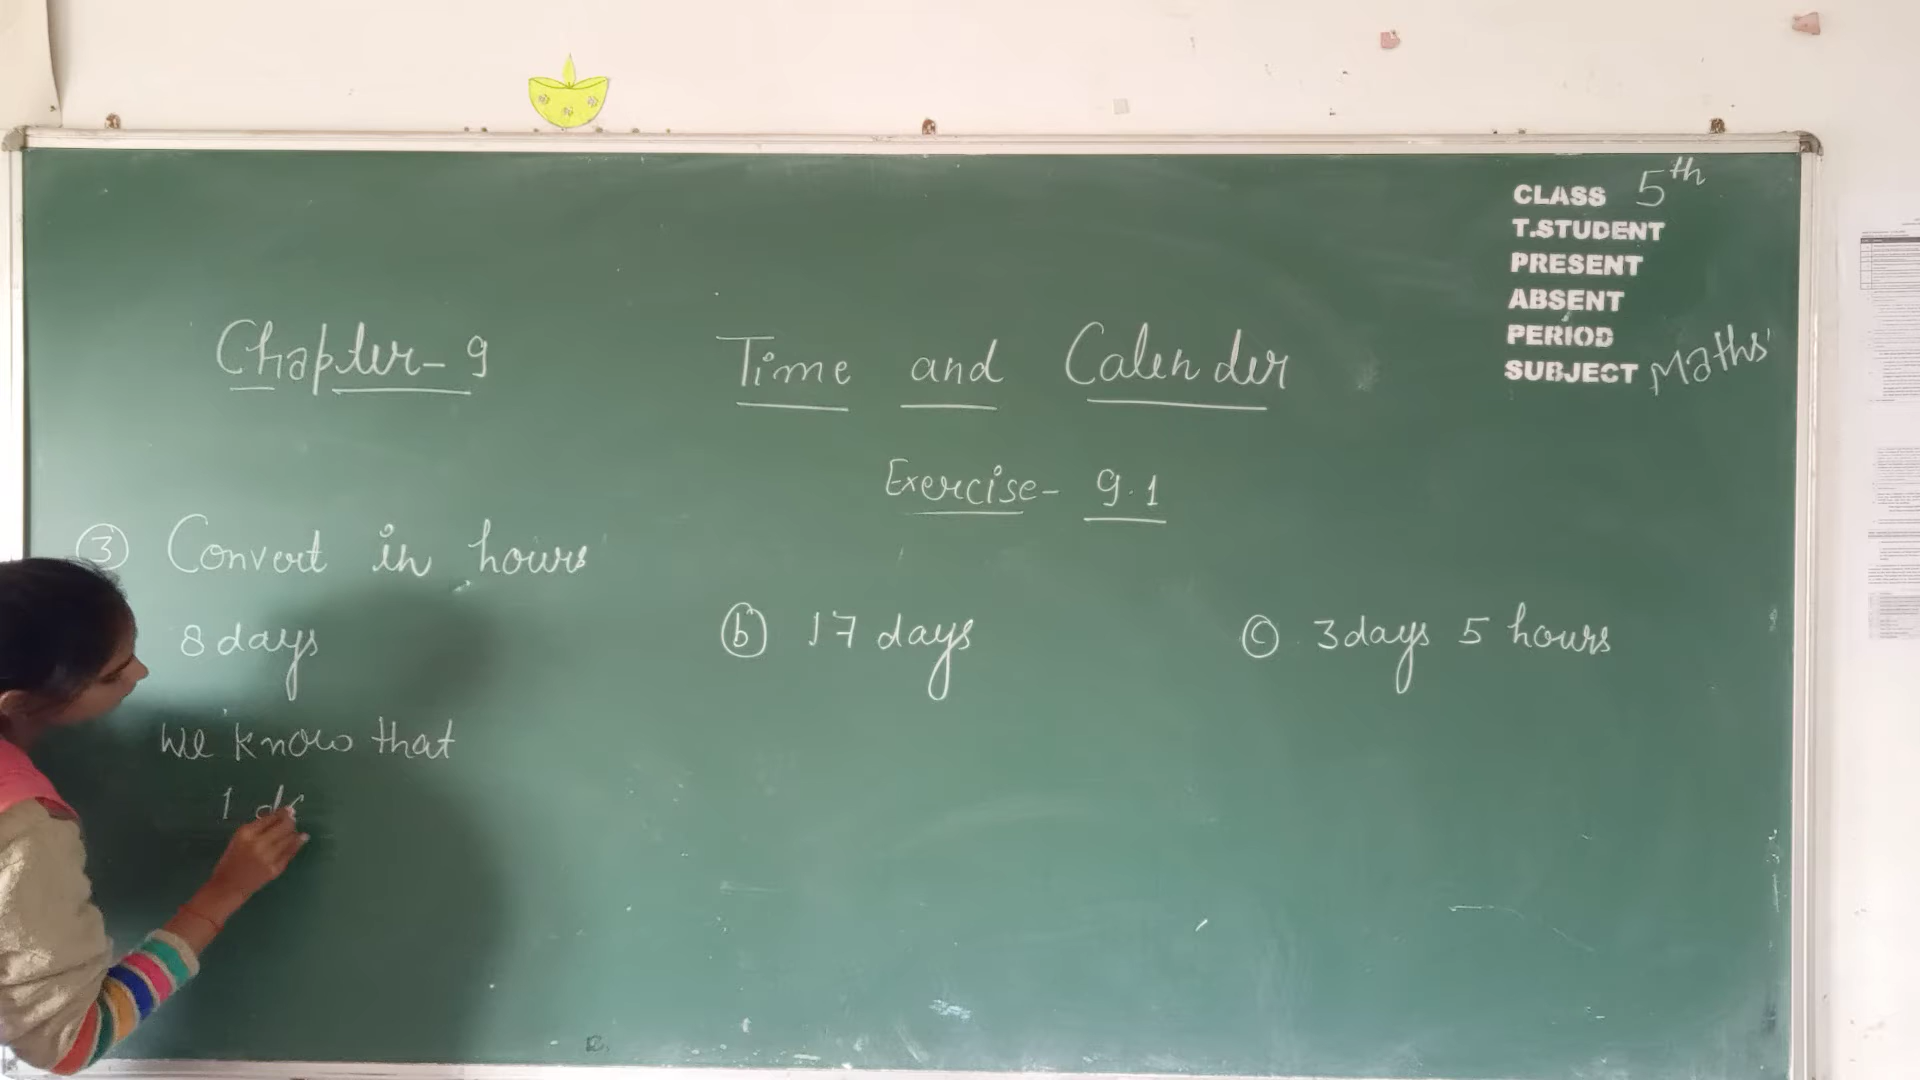 CLASS 5th
T.STUDENT
PRESENT
ABSENT
PERIOD
SUBJECT Maths
Chapter-9 Time and Calender
Exercise- 9.1
③ Convert in hours
8 days ⓑ 17 days ⓒ 3days 5 hours
We know that
1 da